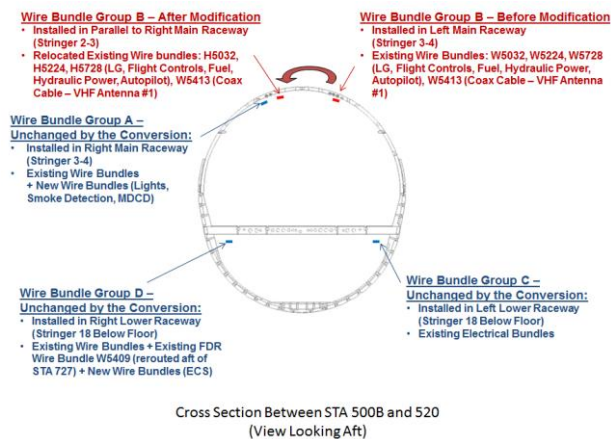 Wire Bundle Group B – After Modification
• Installed in Parallel to Right Main Raceway
(Stringer 2-3)
• Relocated Existing Wire bundles: H5032,
H5224, H5728 (LG, Flight Controls, Fuel,
Hydraulic Power, Autopilot), W5413 (Coax
Cable – VHF Antenna #1)
Wire Bundle Group B – Before Modification
• Installed in Left Main Raceway
(Stringer 3-4)
• Existing Wire Bundles: W5032, W5224, W5728
(LG, Flight Controls, Fuel, Hydraulic Power,
Autopilot), W5413 (Coax Cable – VHF Antenna
#1)
Wire Bundle Group A –
Unchanged by the Conversion:
• Installed in Right Main Raceway
(Stringer 3-4)
• Existing Wire Bundles
+ New Wire Bundles (Lights,
Smoke Detection, MDCD)
Wire Bundle Group D –
Unchanged by the Conversion:
• Installed in Right Lower Raceway
(Stringer 18 Below Floor)
• Existing Wire Bundles + Existing FDR
Wire Bundle W5409 (rerouted aft of
STA 727) + New Wire Bundles (ECS)
Wire Bundle Group C –
Unchanged by the Conversion:
• Installed in Left Lower Raceway
(Stringer 18 Below Floor)
• Existing Electrical Bundles
Cross Section Between STA 500B and 520
(View Looking Aft)